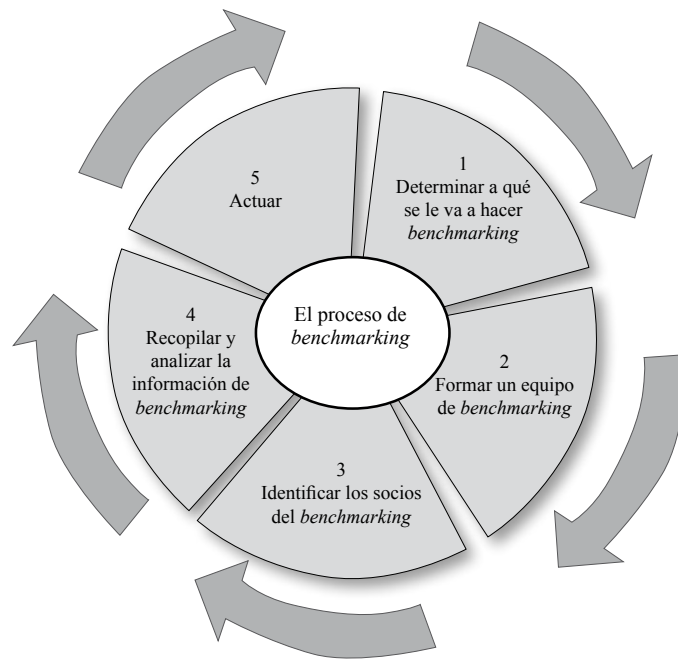 El proceso de
benchmarking
1
Determinar a qué
se le va a hacer
benchmarking
2
Formar un equipo
de benchmarking
3
Identificar los socios
del benchmarking
4
Recopilar y
analizar la
información de
benchmarking
5
Actuar